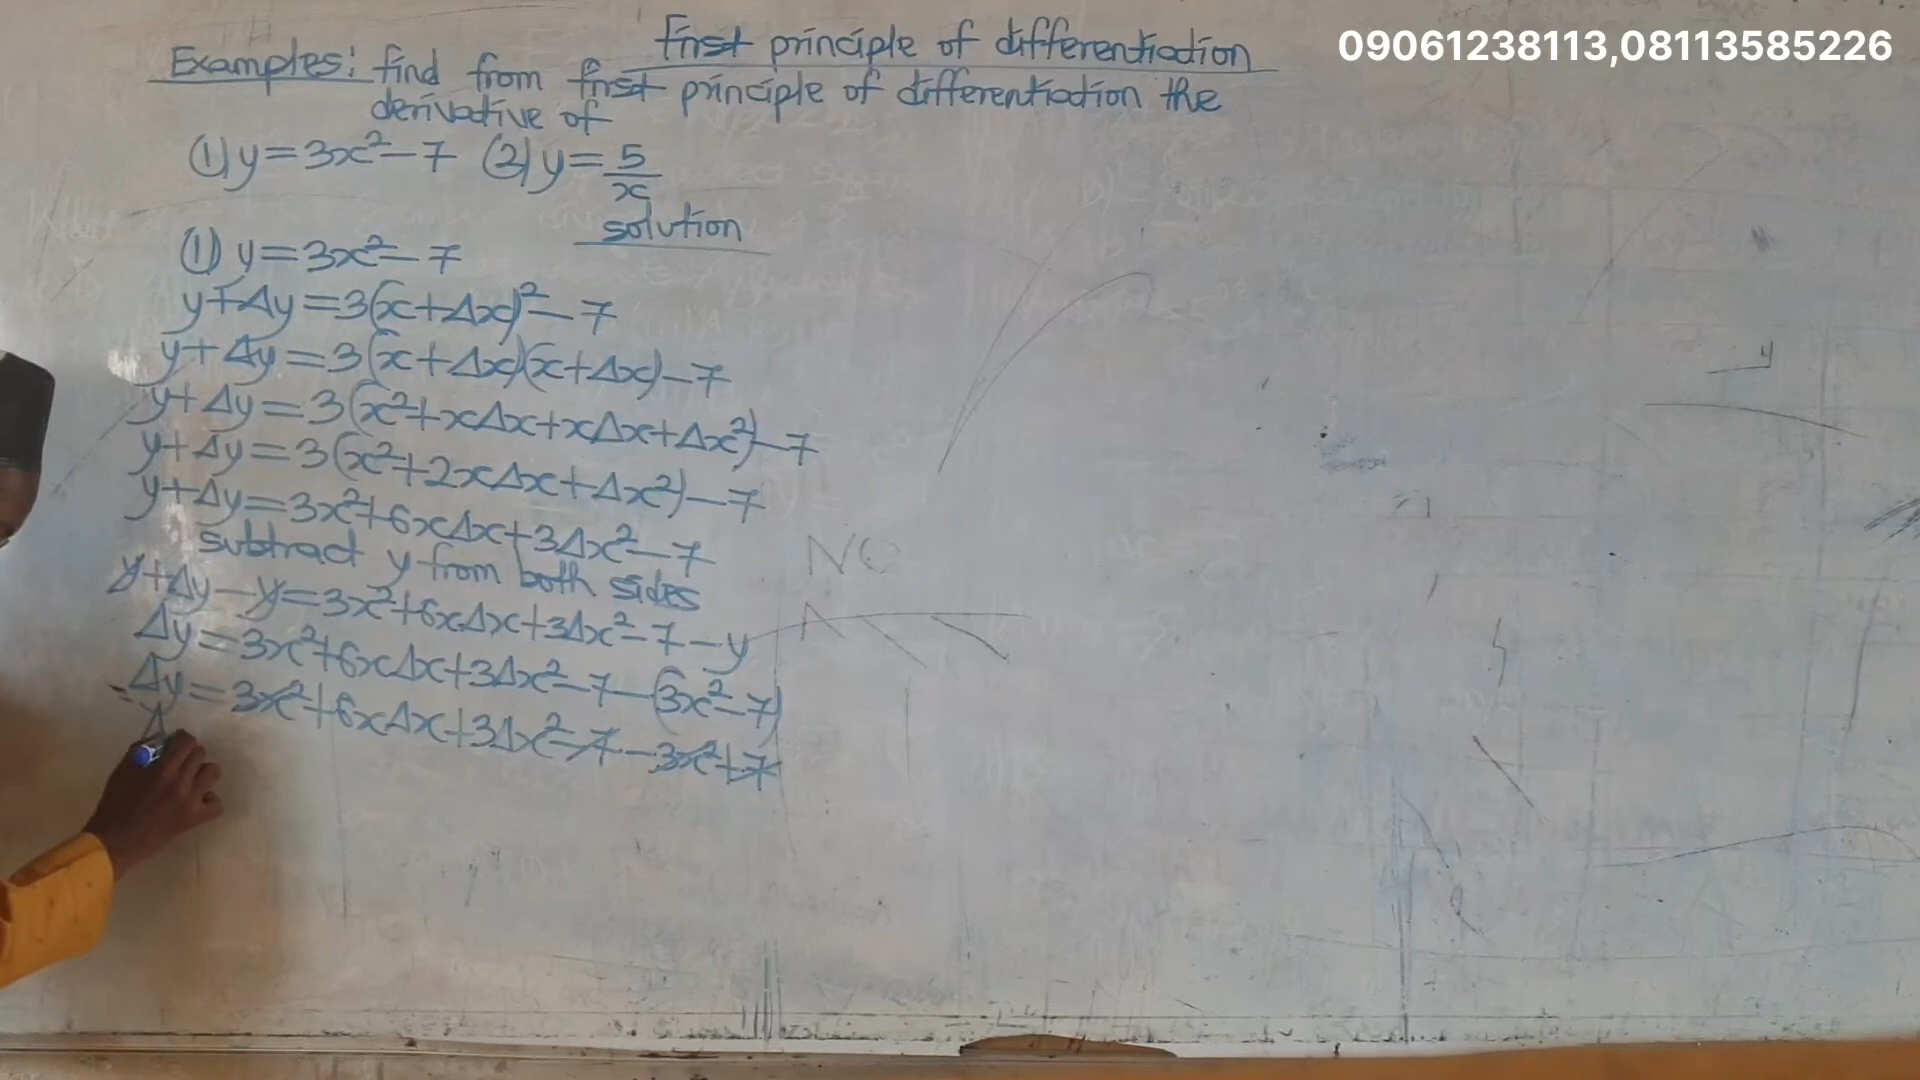 First principle of differentiation
09061238113,08113585226
Examples: find from first principle of differentiation the
derivative of
(1) y=3x²-7 (2) y=5/x
solution
(1) y=3x²-7
y+Δy=3(x+Δx)²-7
y+Δy=3(x+Δx)(x+Δx)-7
y+Δy=3(x²+xΔx+xΔx+Δx²)-7
y+Δy=3(x²+2xΔx+Δx²)-7
y+Δy=3x²+6xΔx+3Δx²-7
subtract y from both sides
y+Δy-y=3x²+6xΔx+3Δx²-7-y
Δy=3x²+6xΔx+3Δx²-7-(3x²-7)
Δy=3x²+6xΔx+3Δx²-7-3x²+7
Δ